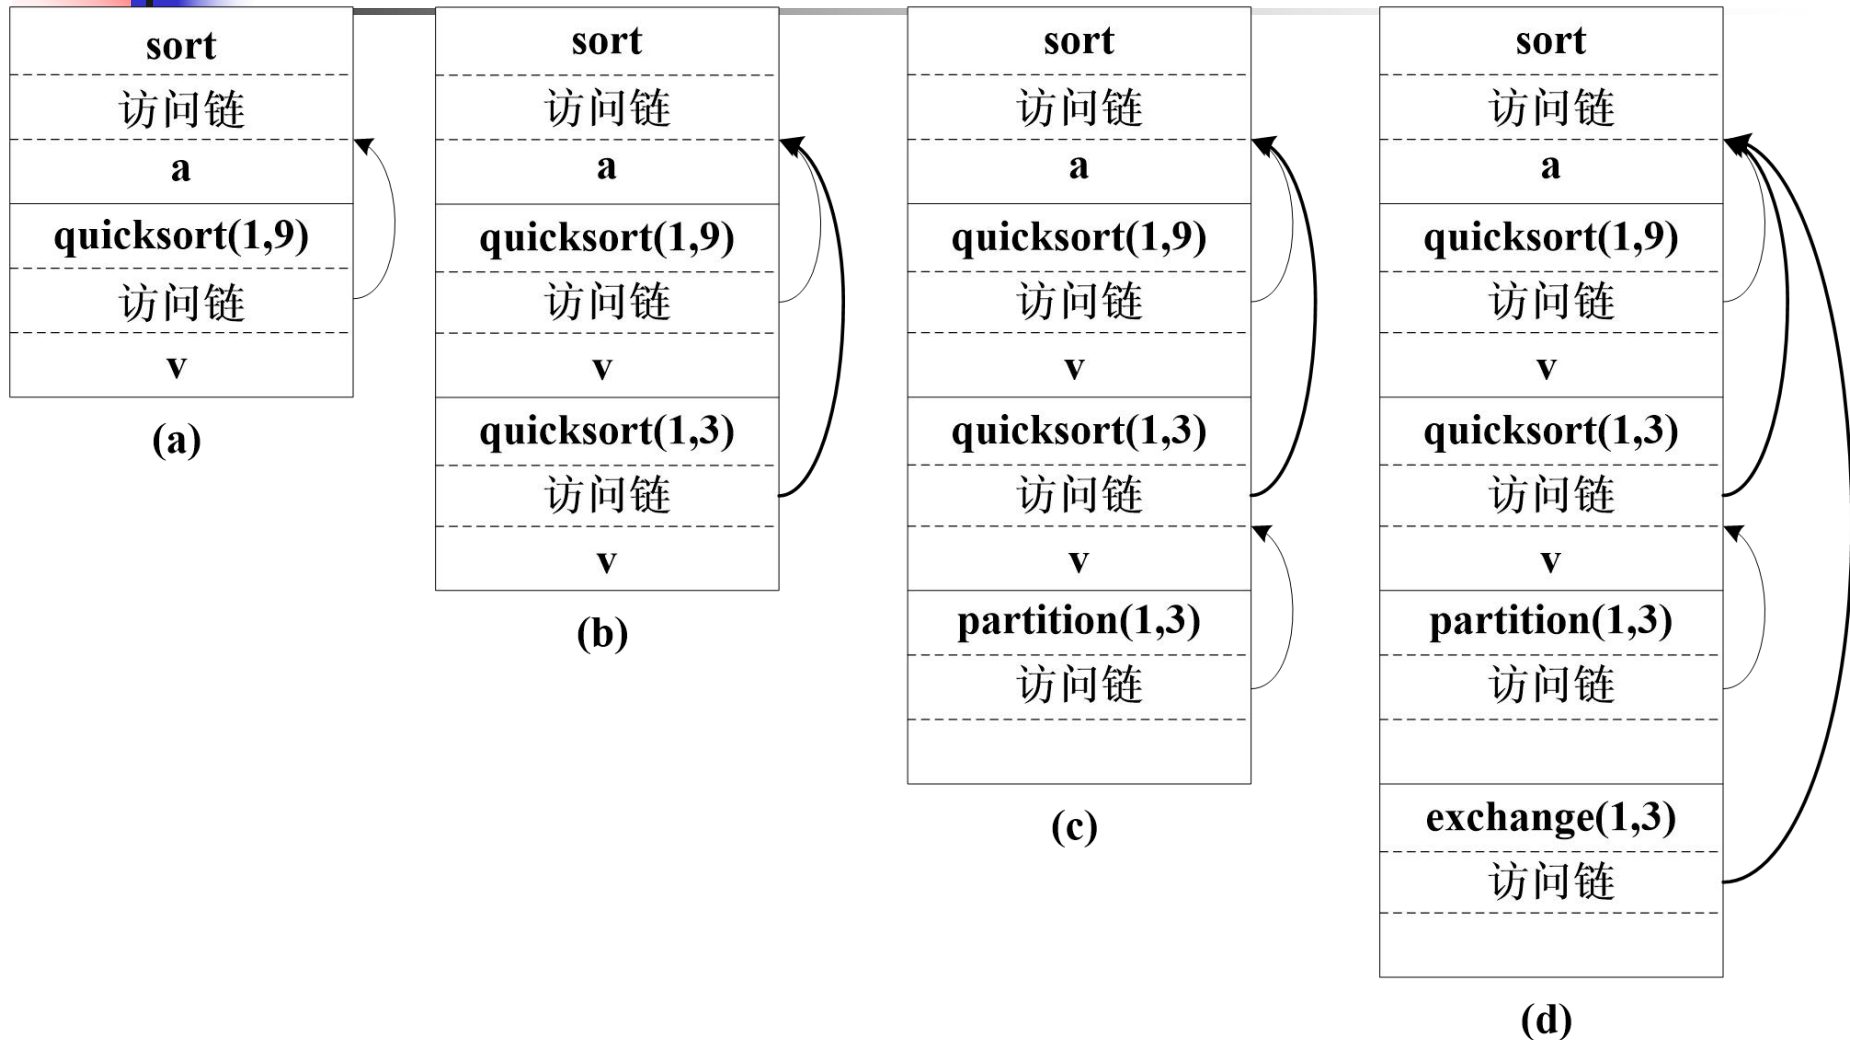 sort
访问链
a
quicksort(1,9)
访问链
v
(a)
sort
访问链
a
quicksort(1,9)
访问链
v
quicksort(1,3)
访问链
v
(b)
sort
访问链
a
quicksort(1,9)
访问链
v
quicksort(1,3)
访问链
v
partition(1,3)
访问链
(c)
sort
访问链
a
quicksort(1,9)
访问链
v
quicksort(1,3)
访问链
v
partition(1,3)
访问链
exchange(1,3)
访问链
(d)